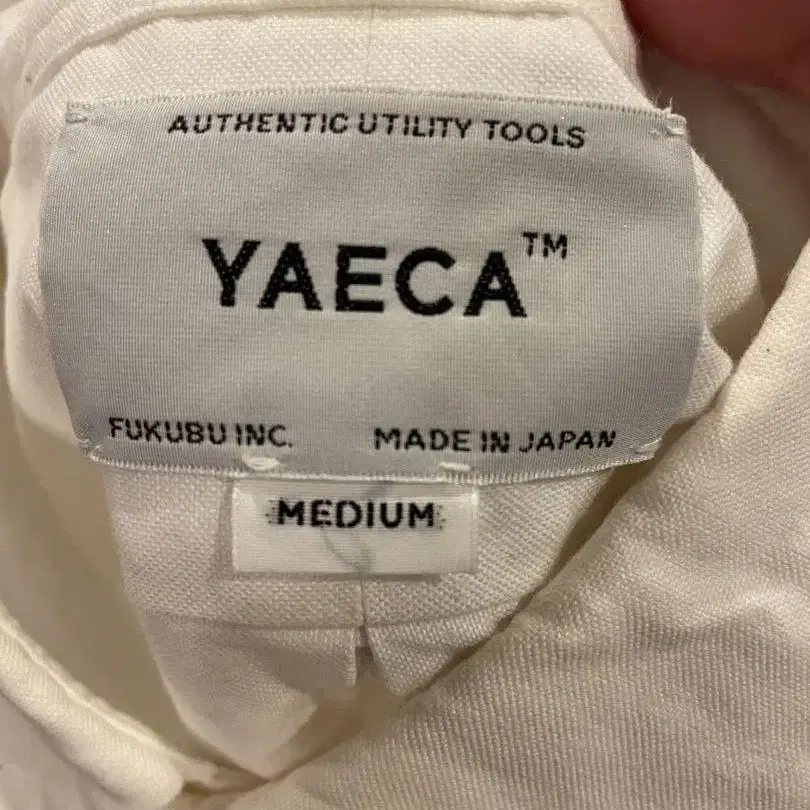 AUTHENTIC UTILITY TOOLS
YAECA™
FUKUBU INC. MADE IN JAPAN
MEDIUM